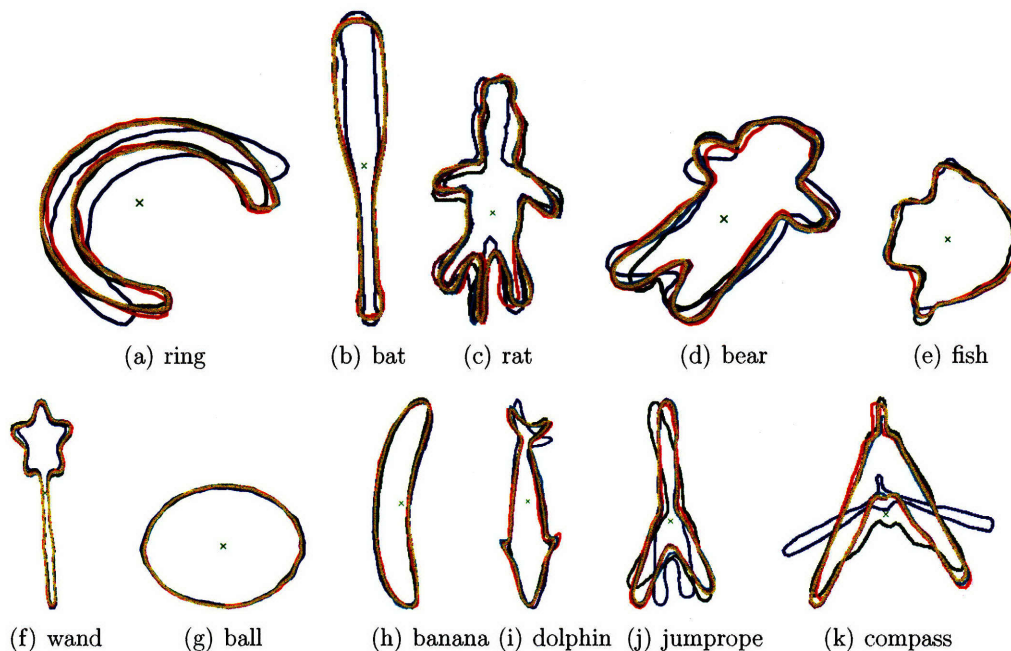 (a) ring
(b) bat
(c) rat
(d) bear
(e) fish
(f) wand
(g) ball
(h) banana
(i) dolphin
(j) jumprope
(k) compass